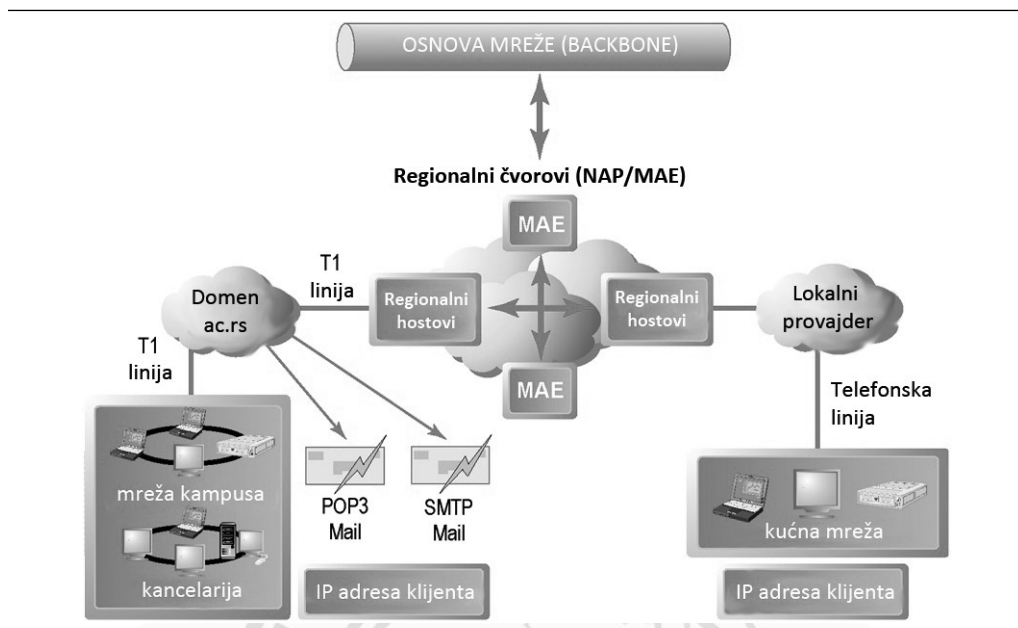 OSNOVA MREŽE (BACKBONE)
Regionalni čvorovi (NAP/MAE)
MAE
T1
linija
Domen
ac.rs
Regionalni
hostovi
Regionalni
hostovi
Lokalni
provajder
T1
linija
MAE
Telefonska
linija
mreža kampusa
kancelarija
POP3
Mail
SMTP
Mail
kućna mreža
IP adresa klijenta
IP adresa klijenta